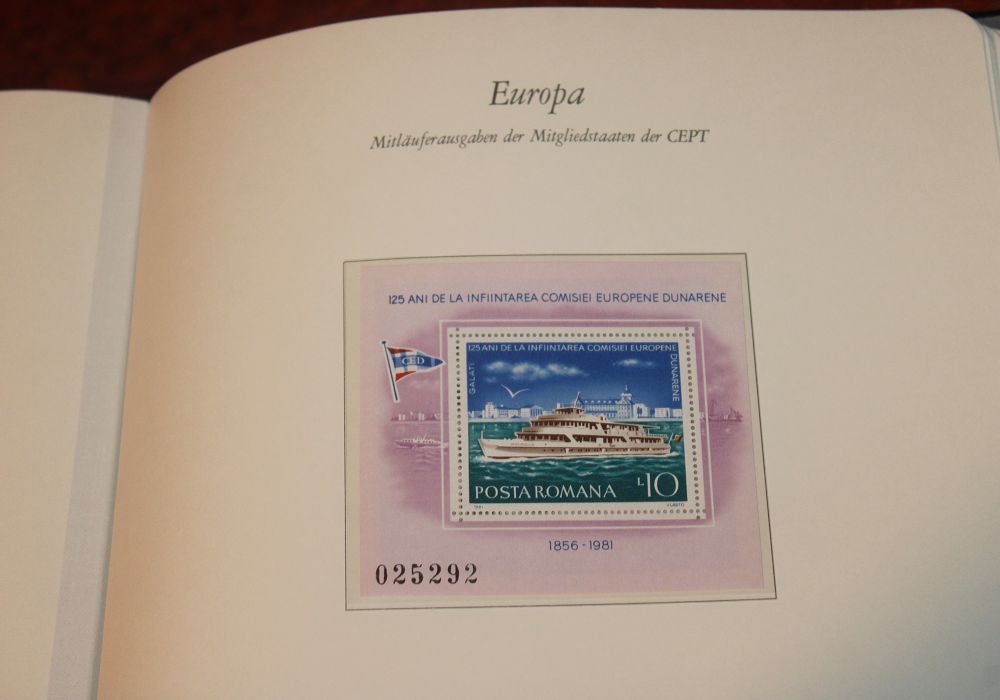 Europa
Mitläuferausgaben der Mitgliedstaaten der CEPT
125 ANI DE LA INFIINTAREA COMISIEI EUROPENE DUNARENE
CED
125 ANI DE LA INFIINTAREA COMISIEI EUROPENE
DUNARENE
GALATI
POSTA ROMANA L10
1981
1856 - 1981
025292